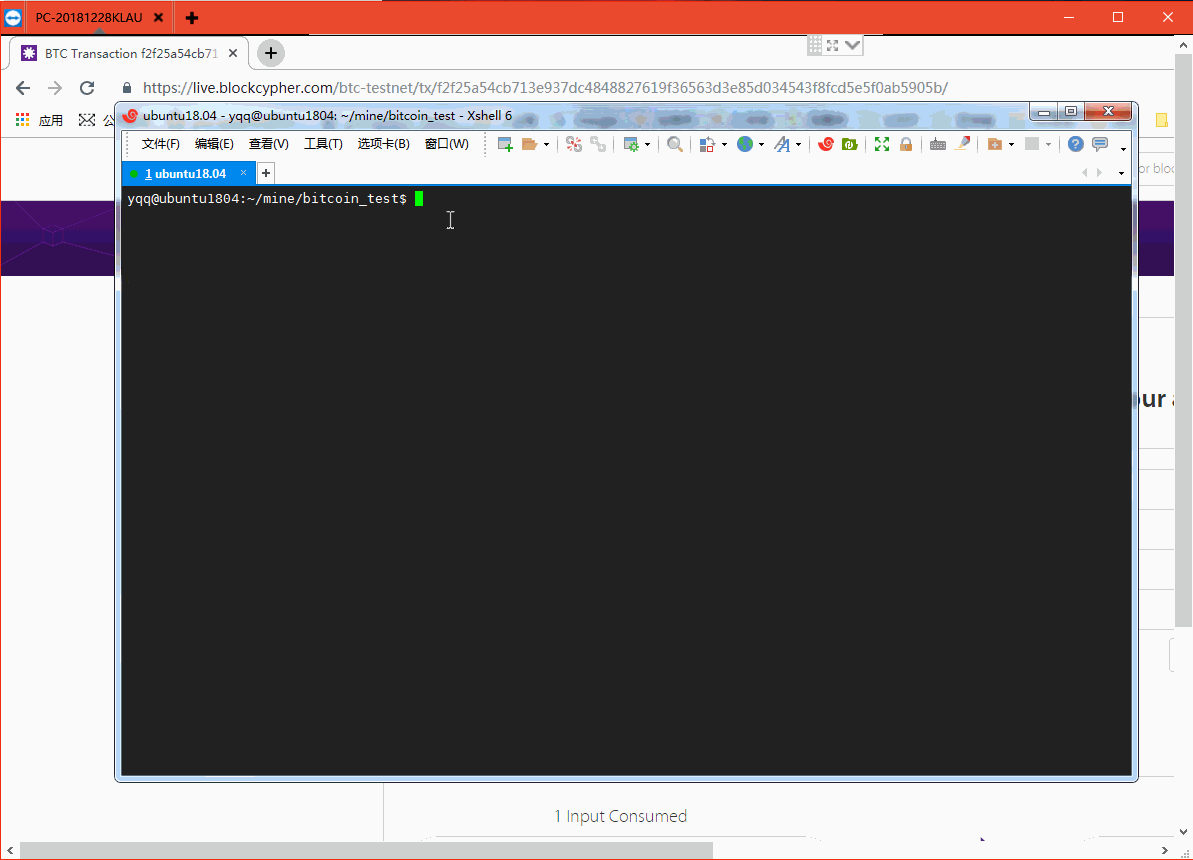 PC-20181228KLAU
BTC Transaction f2f25a54cb71
https://live.blockcypher.com/btc-testnet/tx/f2f25a54cb713e937dc4848827619f36563d3e85d034543f8fcd5e5f0ab5905b/
应用
ubuntu18.04 - yqq@ubuntu1804: ~/mine/bitcoin_test - Xshell 6
文件(F) 编辑(E) 查看(V) 工具(T) 选项卡(B) 窗口(W)
1 ubuntu18.04
or bloc
yqq@ubuntu1804:~/mine/bitcoin_test$
our a
1 Input Consumed